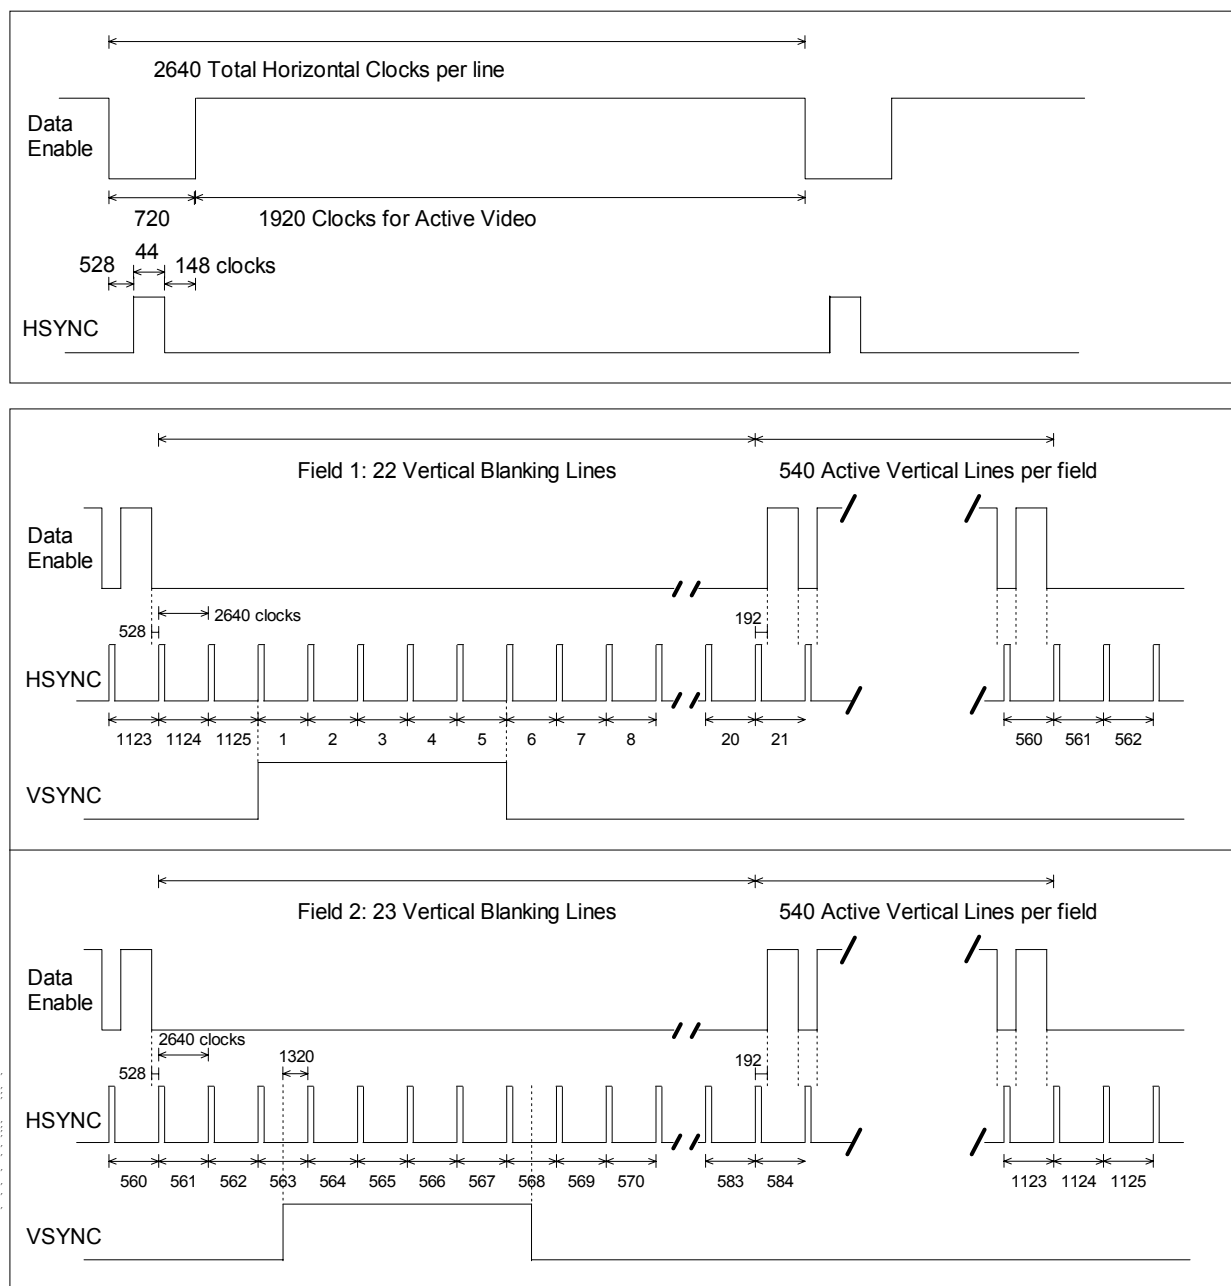 2640 Total Horizontal Clocks per line
Data
Enable
720
1920 Clocks for Active Video
44
528
148 clocks
HSYNC
Field 1: 22 Vertical Blanking Lines
540 Active Vertical Lines per field
Data
Enable
2640 clocks
528
192
HSYNC
1123 1124 1125 1 2 3 4 5 6 7 8 20 21 560 561 562
VSYNC
Field 2: 23 Vertical Blanking Lines
540 Active Vertical Lines per field
Data
Enable
2640 clocks
1320
528
192
HSYNC
560 561 562 563 564 565 566 567 568 569 570 583 584 1123 1124 1125
VSYNC